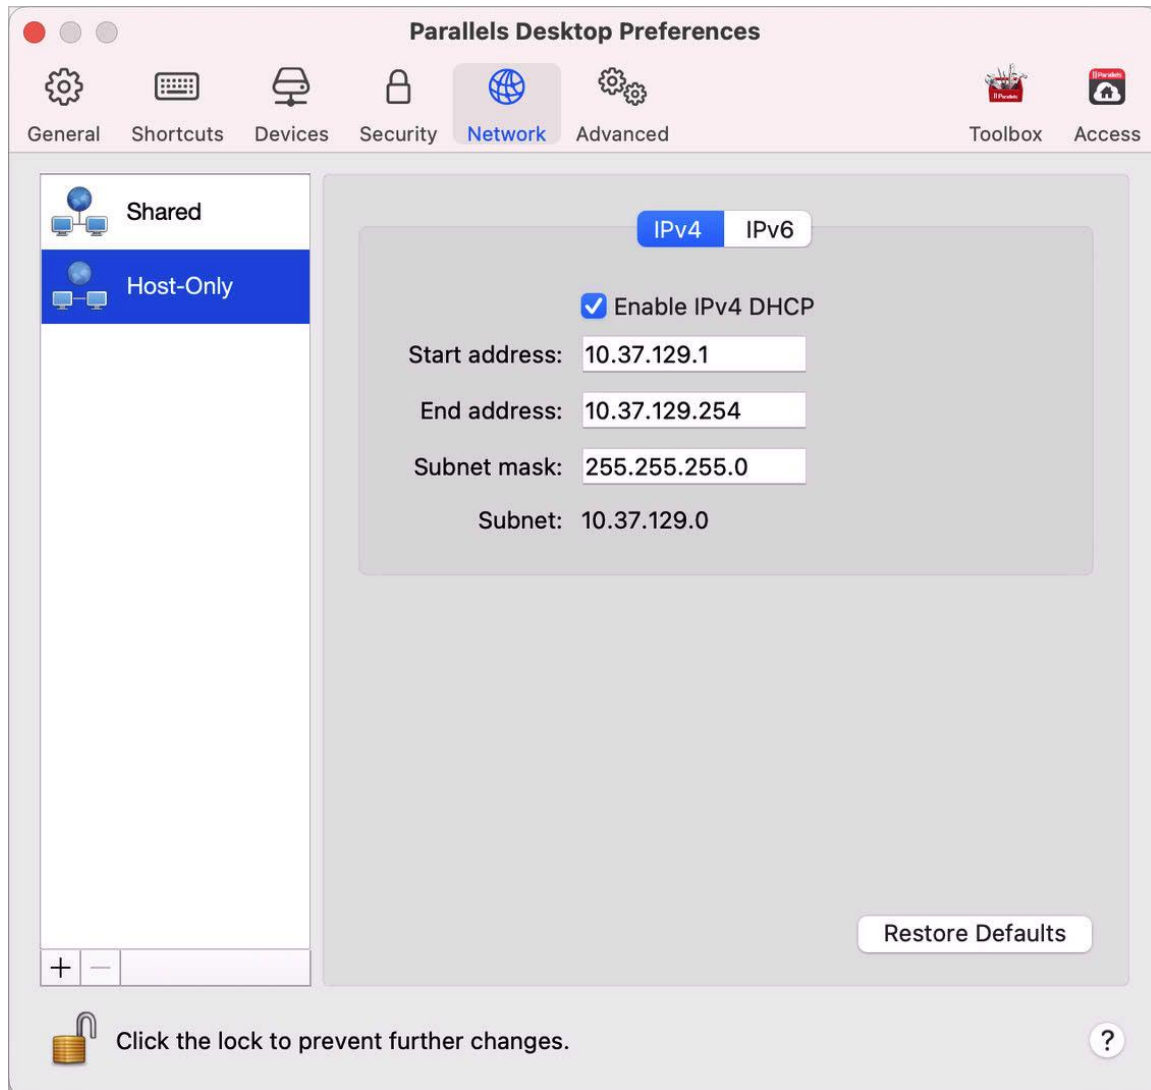 Parallels Desktop Preferences
General Shortcuts Devices Security Network Advanced Toolbox Access
Shared
Host-Only
IPv4 IPv6
Enable IPv4 DHCP
Start address: 10.37.129.1
End address: 10.37.129.254
Subnet mask: 255.255.255.0
Subnet: 10.37.129.0
Restore Defaults
Click the lock to prevent further changes.
?